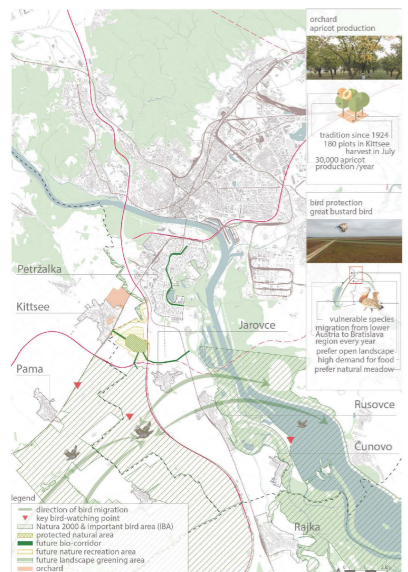 orchard
apricot production
tradition since 1924
180 plots in Kittsee
harvest in July
30,000 apricot
production /year
bird protection
great bustard bird
vulnerable species
migration from lower
Austria to Bratislava
region every year
prefer open landscape
high demand for food
prefer natural meadow
Petržalka
Kittsee
Jarovce
Pama
Rusovce
Čunovo
Rajka
legend
direction of bird migration
key bird-watching point
Natura 2000 & important bird area (IBA)
protected natural area
future bio-corridor
future nature recreation area
future landscape greening area
orchard